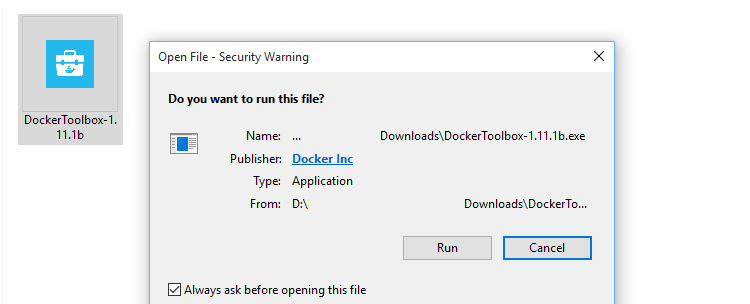 DockerToolbox-1.
11.1b
Open File - Security Warning
Do you want to run this file?
Name: ... Downloads\DockerToolbox-1.11.1b.exe
Publisher: Docker Inc
Type: Application
From: D:\ Downloads\DockerTo...
Run Cancel
Always ask before opening this file